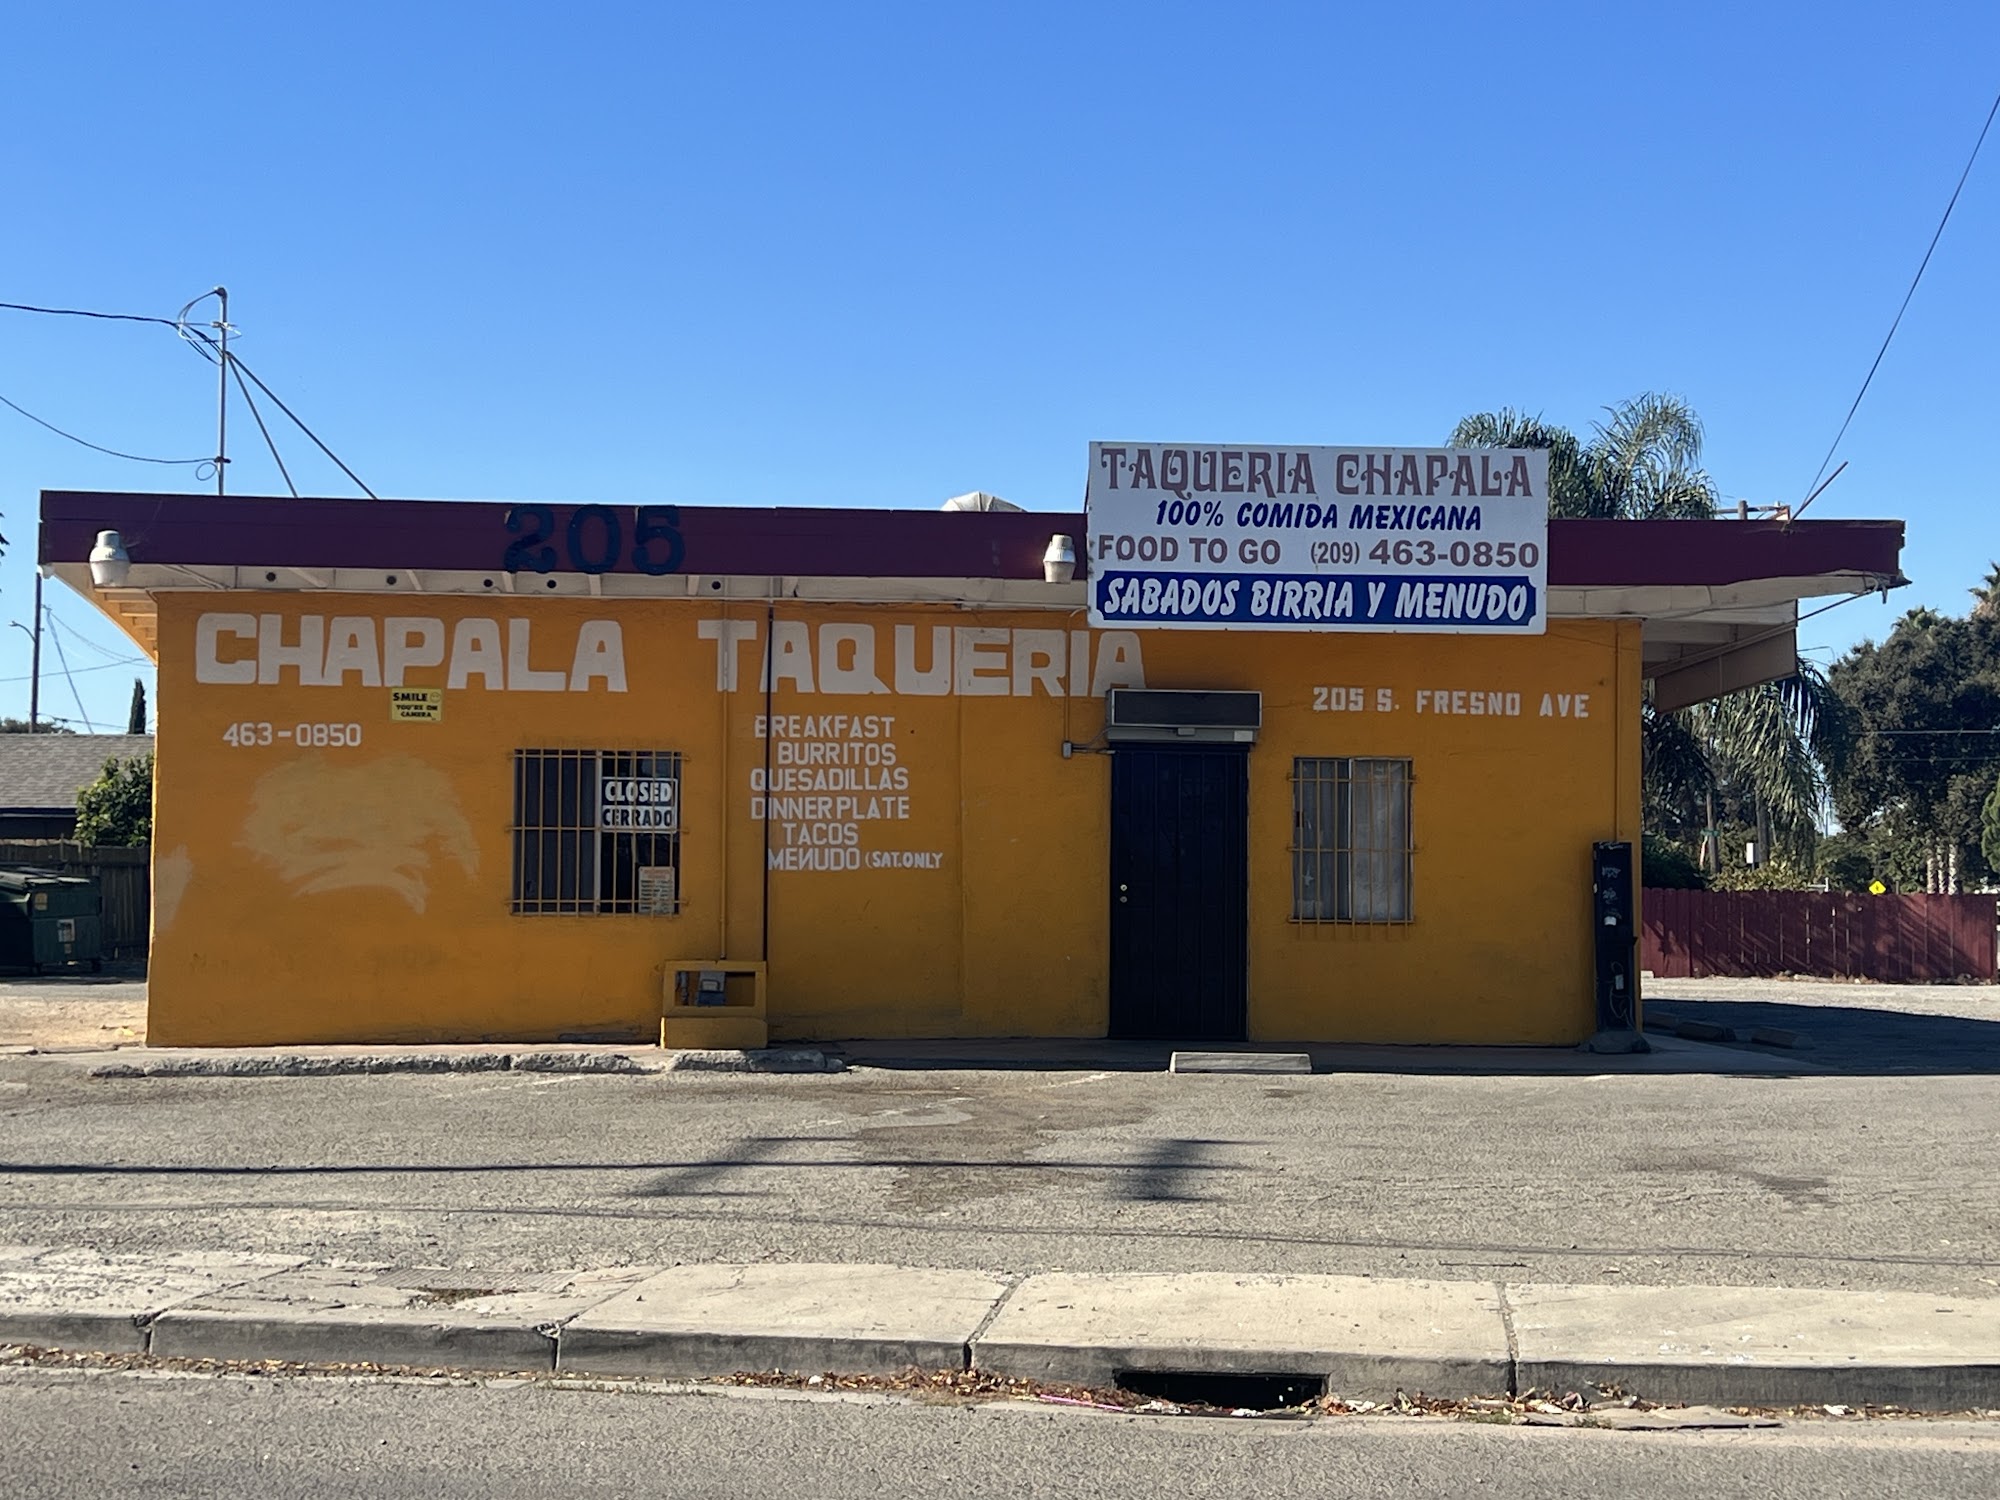 205
TAQUERIA CHAPALA
100% COMIDA MEXICANA
FOOD TO GO (209) 463-0850
SABADOS BIRRIA Y MENUDO
CHAPALA TAQUERIA
SMILE
YOU'RE ON
CAMERA
463-0850
205 S. FRESNO AVE
BREAKFAST
BURRITOS
QUESADILLAS
DINNER PLATE
TACOS
MENUDO (SAT.ONLY
CLOSED
CERRADO